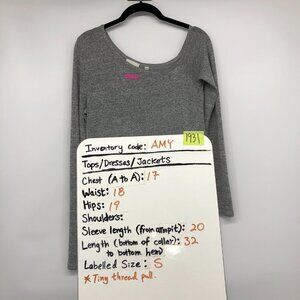 1931
Inventory code: AMY
Tops/Dresses/Jackets
Chest (A to A): 17
Waist: 18
Hips: 19
Shoulders:
Sleeve length (from armpit): 20
Length (bottom of collar to bottom hem): 32
Labelled Size: S
* Tiny thread pull.